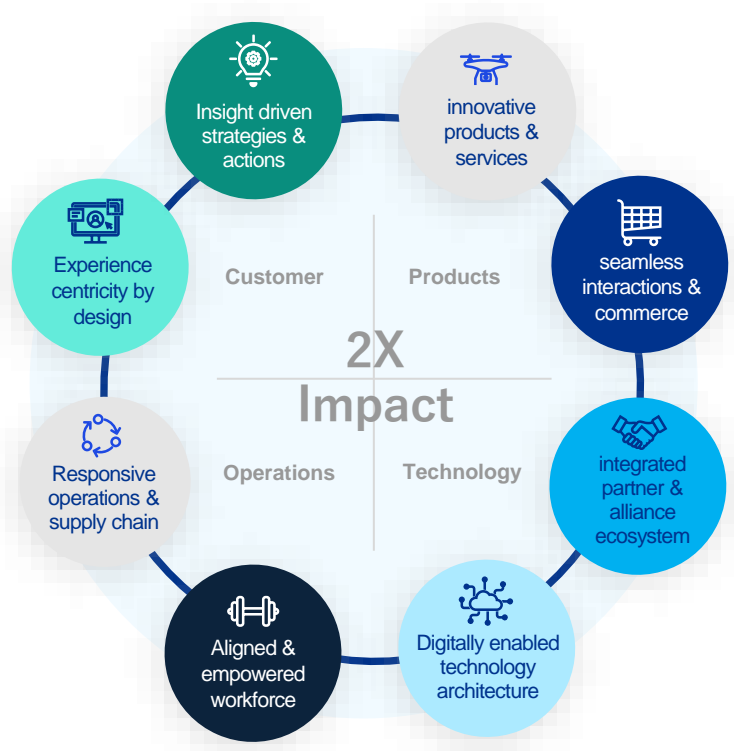 Insight driven
strategies &
actions
innovative
products &
services
seamless
interactions &
commerce
integrated
partner &
alliance
ecosystem
Digitally enabled
technology
architecture
Aligned &
empowered
workforce
Responsive
operations &
supply chain
Experience
centricity by
design
Customer
Products
2X
Impact
Operations
Technology